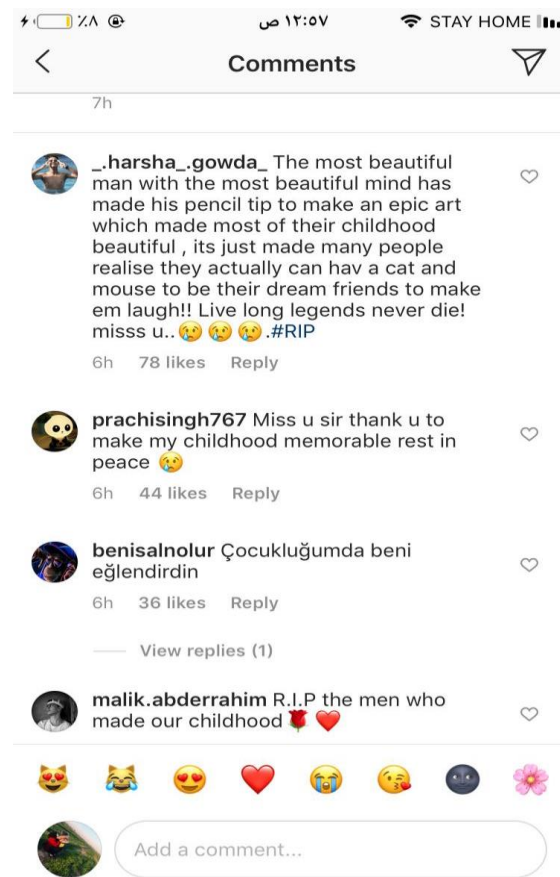 ٪٨ ١٢:٥٧ ص STAY HOME
Comments
7h
_.harsha_.gowda_ The most beautiful
man with the most beautiful mind has
made his pencil tip to make an epic art
which made most of their childhood
beautiful , its just made many people
realise they actually can hav a cat and
mouse to be their dream friends to make
em laugh!! Live long legends never die!
misss u..😢😢😢.#RIP
6h 78 likes Reply
prachisingh767 Miss u sir thank u to
make my childhood memorable rest in
peace 😢
6h 44 likes Reply
benisalnolur Çocukluğumda beni
eğlendirdin
6h 36 likes Reply
View replies (1)
malik.abderrahim R.I.P the men who
made our childhood🌹❤️
Add a comment...